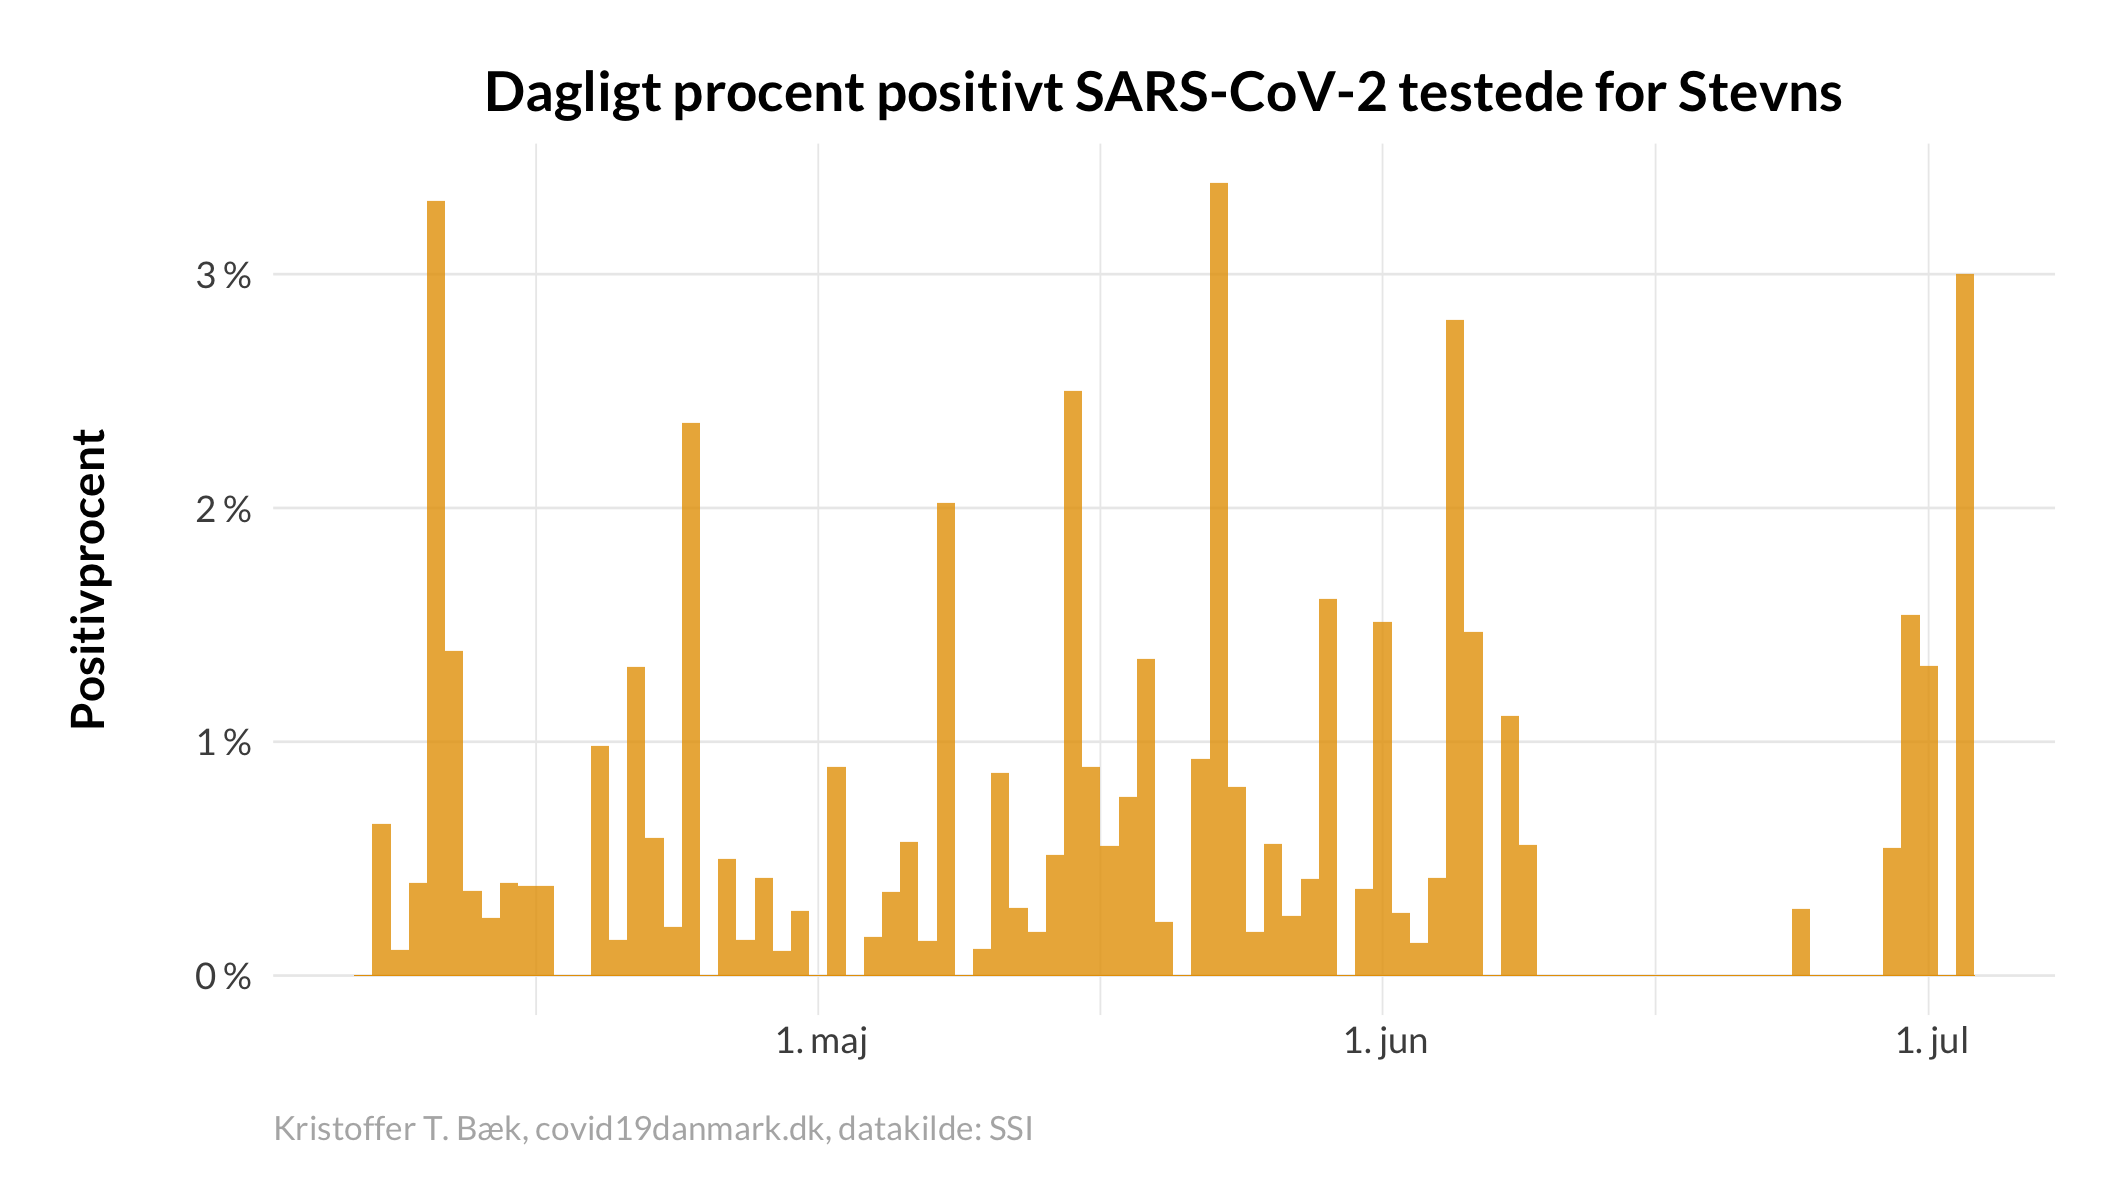 Dagligt procent positivt SARS-CoV-2 testede for Stevns
Positivprocent
3 %
2 %
1 %
0 %
1. maj
1. jun
1. jul
Kristoffer T. Bæk, covid19danmark.dk, datakilde: SSI